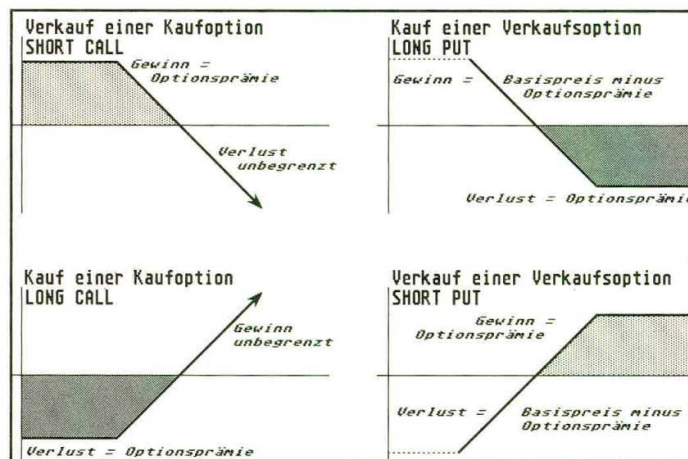 Verkauf einer Kaufoption
SHORT CALL
Gewinn =
Optionsprämie
Verlust
unbegrenzt
Verkauf einer Verkaufsoption
LONG PUT
Gewinn = Basispreis minus
Optionsprämie
Verlust = Optionsprämie
Kauf einer Kaufoption
LONG CALL
Gewinn
unbegrenzt
Verlust = Optionsprämie
Verkauf einer Verkaufsoption
SHORT PUT
Gewinn =
Optionsprämie
Verlust = Basispreis minus
Optionsprämie